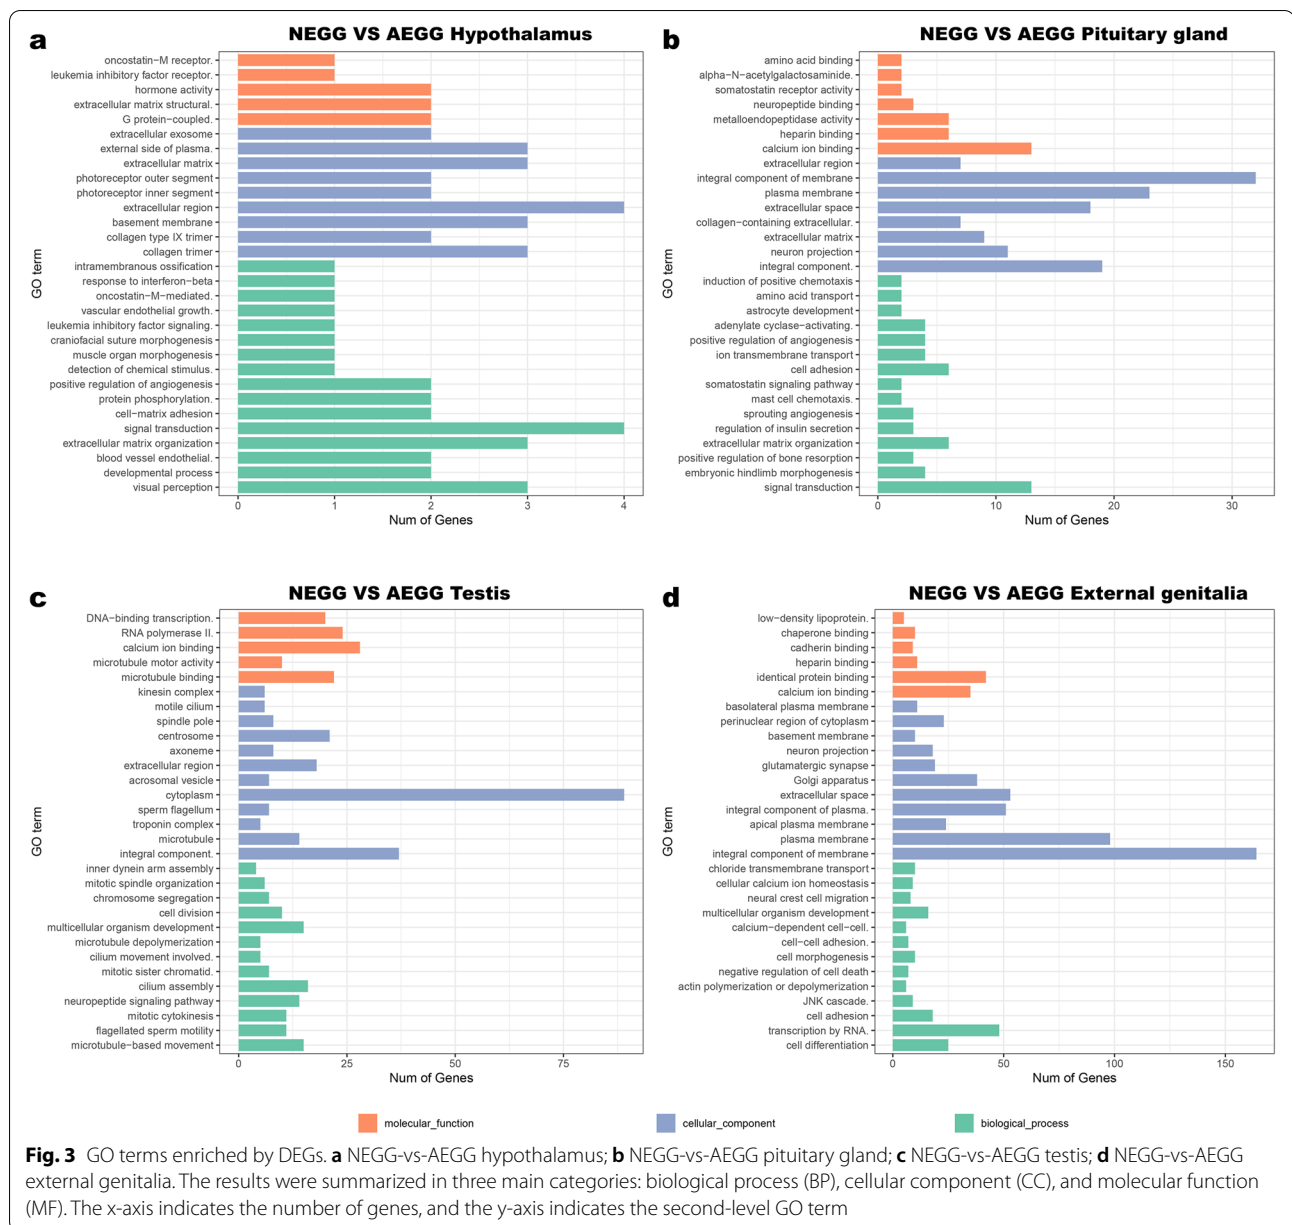 a
NEGG VS AEGG Hypothalamus
GO term
oncostatin−M receptor.
leukemia inhibitory factor receptor.
hormone activity
extracellular matrix structural.
G protein−coupled.
extracellular exosome
external side of plasma.
extracellular matrix
photoreceptor outer segment
photoreceptor inner segment
extracellular region
basement membrane
collagen type IX trimer
collagen trimer
intramembranous ossification
response to interferon−beta
oncostatin−M−mediated.
vascular endothelial growth.
leukemia inhibitory factor signaling.
craniofacial suture morphogenesis
muscle organ morphogenesis
detection of chemical stimulus.
positive regulation of angiogenesis
protein phosphorylation.
cell−matrix adhesion
signal transduction
extracellular matrix organization
blood vessel endothelial.
developmental process
visual perception
0 1 2 3 4
Num of Genes
b
NEGG VS AEGG Pituitary gland
GO term
amino acid binding
alpha−N−acetylgalactosaminide.
somatostatin receptor activity
neuropeptide binding
metalloendopeptidase activity
heparin binding
calcium ion binding
extracellular region
integral component of membrane
plasma membrane
extracellular space
collagen−containing extracellular.
extracellular matrix
neuron projection
integral component.
induction of positive chemotaxis
amino acid transport
astrocyte development
adenylate cyclase−activating.
positive regulation of angiogenesis
ion transmembrane transport
cell adhesion
somatostatin signaling pathway
mast cell chemotaxis.
sprouting angiogenesis
regulation of insulin secretion
extracellular matrix organization
positive regulation of bone resorption
embryonic hindlimb morphogenesis
signal transduction
0 10 20 30
Num of Genes
c
NEGG VS AEGG Testis
GO term
DNA−binding transcription.
RNA polymerase II.
calcium ion binding
microtubule motor activity
microtubule binding
kinesin complex
motile cilium
spindle pole
centrosome
axoneme
extracellular region
acrosomal vesicle
cytoplasm
sperm flagellum
troponin complex
microtubule
integral component.
inner dynein arm assembly
mitotic spindle organization
chromosome segregation
cell division
multicellular organism development
microtubule depolymerization
cilium movement involved.
mitotic sister chromatid.
cilium assembly
neuropeptide signaling pathway
mitotic cytokinesis
flagellated sperm motility
microtubule−based movement
0 25 50 75
Num of Genes
d
NEGG VS AEGG External genitalia
GO term
low−density lipoprotein.
chaperone binding
cadherin binding
heparin binding
identical protein binding
calcium ion binding
basolateral plasma membrane
perinuclear region of cytoplasm
basement membrane
neuron projection
glutamatergic synapse
Golgi apparatus
extracellular space
integral component of plasma.
apical plasma membrane
plasma membrane
integral component of membrane
chloride transmembrane transport
cellular calcium ion homeostasis
neural crest cell migration
multicellular organism development
calcium−dependent cell−cell.
cell−cell adhesion.
cell morphogenesis
negative regulation of cell death
actin polymerization or depolymerization
JNK cascade.
cell adhesion
transcription by RNA.
cell differentiation
0 50 100 150
Num of Genes
molecular_function cellular_component biological_process
Fig. 3 GO terms enriched by DEGs. a NEGG-vs-AEGG hypothalamus; b NEGG-vs-AEGG pituitary gland; c NEGG-vs-AEGG testis; d NEGG-vs-AEGG
external genitalia. The results were summarized in three main categories: biological process (BP), cellular component (CC), and molecular function
(MF). The x-axis indicates the number of genes, and the y-axis indicates the second-level GO term